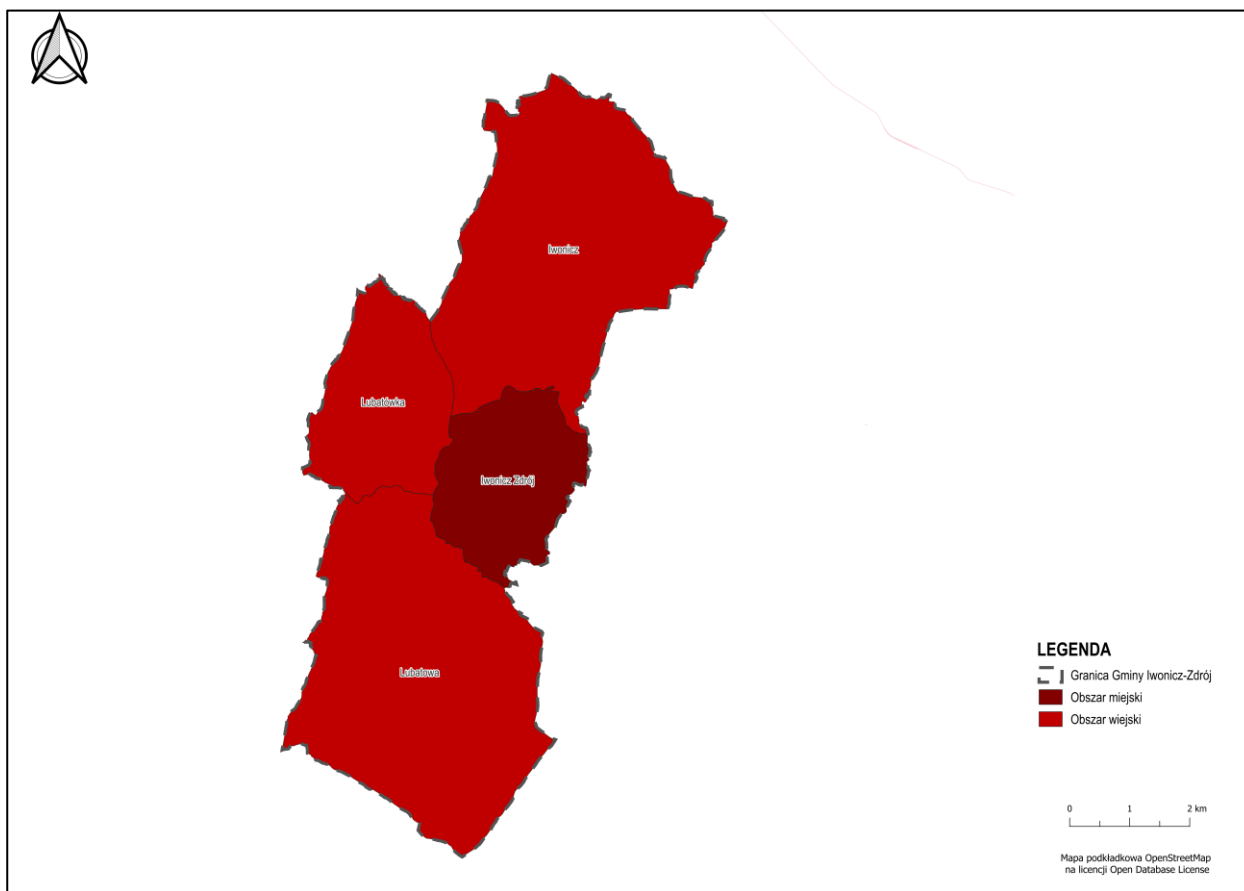 Iwonicz
Lubatówka
Iwonicz Zdrój
Lubatowa
LEGENDA
Granica Gminy Iwonicz-Zdrój
Obszar miejski
Obszar wiejski
0 1 2 km
Mapa podkładkowa OpenStreetMap
na licencji Open Database License